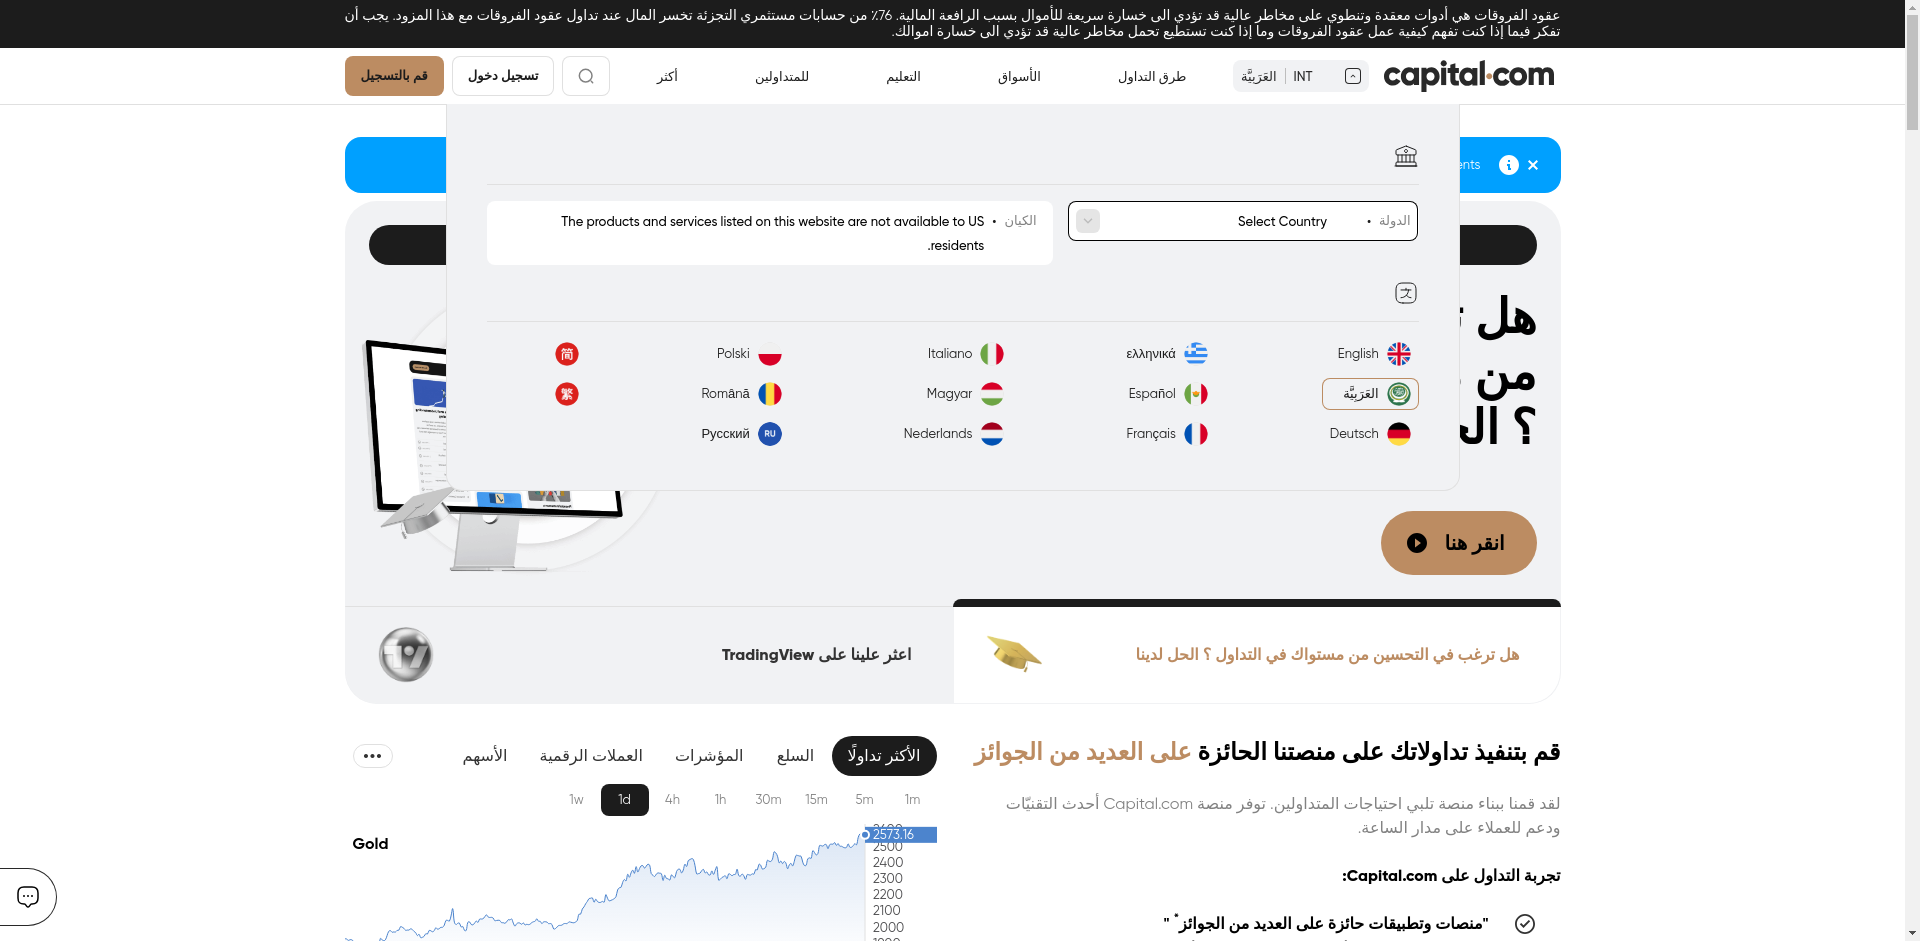 عقود الفروقات هي أدوات معقدة وتنطوي على مخاطر عالية قد تؤدي الى خسارة سريعة للأموال بسبب الرافعة المالية. 76٪ من حسابات مستثمري التجزئة تخسر المال عند تداول عقود الفروقات مع هذا المزود. يجب أن
تفكر فيما إذا كنت تفهم كيفية عمل عقود الفروقات وما إذا كنت تستطيع تحمل مخاطر عالية قد تؤدي الى خسارة اموالك.
capital.com
INT العَرَبِيَّة
طرق التداول
الأسواق
التعليم
للمتداولين
أكثر
تسجيل دخول
قم بالتسجيل
الدولة • Select Country
الكيان • The products and services listed on this website are not available to US
residents.
English
ελληνικά
Italiano
Polski
简
العَرَبِيَّة
Español
Magyar
Română
繁
Deutsch
Français
Nederlands
RU Русский
هل
من
؟
انقر هنا
هل ترغب في التحسين من مستواك في التداول ؟ الحل لدينا
اعثر علينا على TradingView
قم بتنفيذ تداولاتك على منصتنا الحائزة على العديد من الجوائز
لقد قمنا ببناء منصة تلبي احتياجات المتداولين. توفر منصة Capital.com أحدث التقنيّات
ودعم للعملاء على مدار الساعة.
تجربة التداول على Capital.com:
"منصات وتطبيقات حائزة على العديد من الجوائز* "
الأكثر تداولًا
السلع
المؤشرات
العملات الرقمية
الأسهم
1m
5m
15m
30m
1h
4h
1d
1w
Gold
2573.16
2500
2400
2300
2200
2100
2000